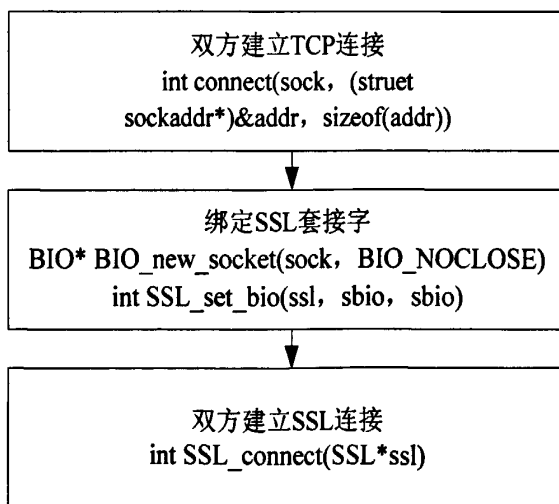 双方建立TCP连接
int connect(sock，(struet
sockaddr*)&addr，sizeof(addr))
绑定SSL套接字
BIO* BIO_new_socket(sock，BIO_NOCLOSE)
int SSL_set_bio(ssl，sbio，sbio)
双方建立SSL连接
int SSL_connect(SSL*ssl)